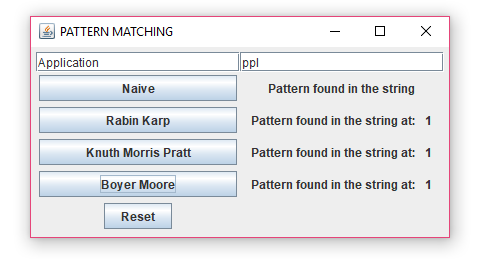 PATTERN MATCHING
Application ppl
Naive Pattern found in the string
Rabin Karp Pattern found in the string at: 1
Knuth Morris Pratt Pattern found in the string at: 1
Boyer Moore Pattern found in the string at: 1
Reset